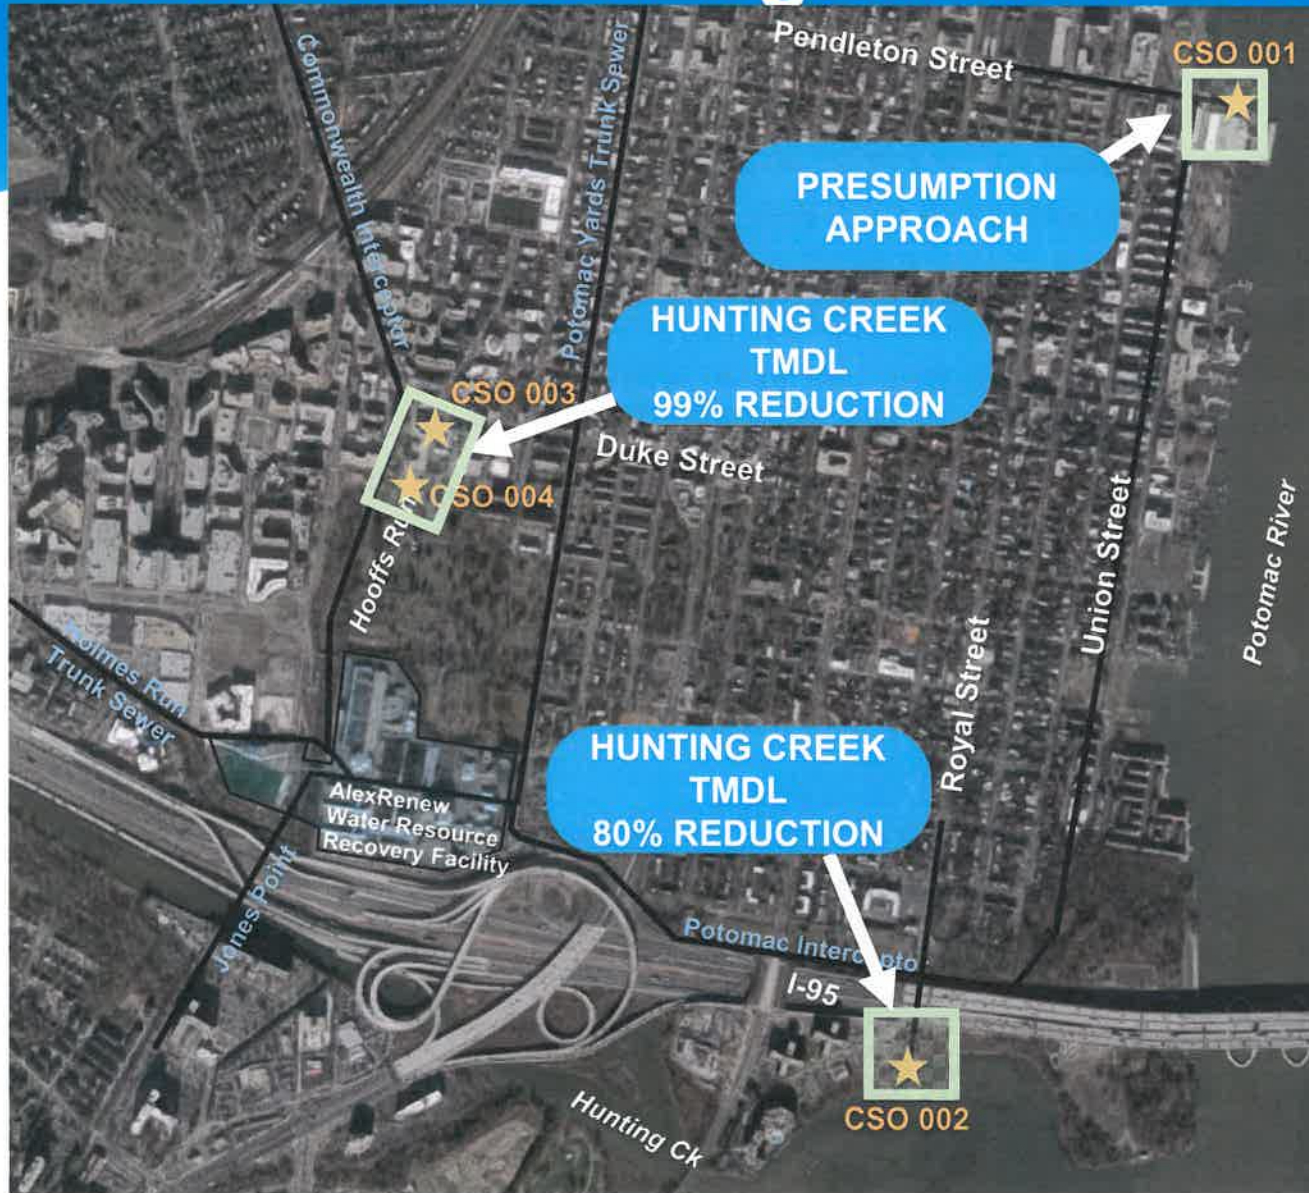 Pendleton Street
CSO 001
Commonwealth Interceptor
Potomac Yards Trunk Sewer
PRESUMPTION
APPROACH
HUNTING CREEK
TMDL
99% REDUCTION
CSO 003
CSO 004
Duke Street
Hooffs Run
Union Street
Potomac River
Holmes Run
Trunk Sewer
Royal Street
HUNTING CREEK
TMDL
80% REDUCTION
AlexRenew
Water Resource
Recovery Facility
Jones Point
Potomac Interceptor
I-95
CSO 002
Hunting Ck